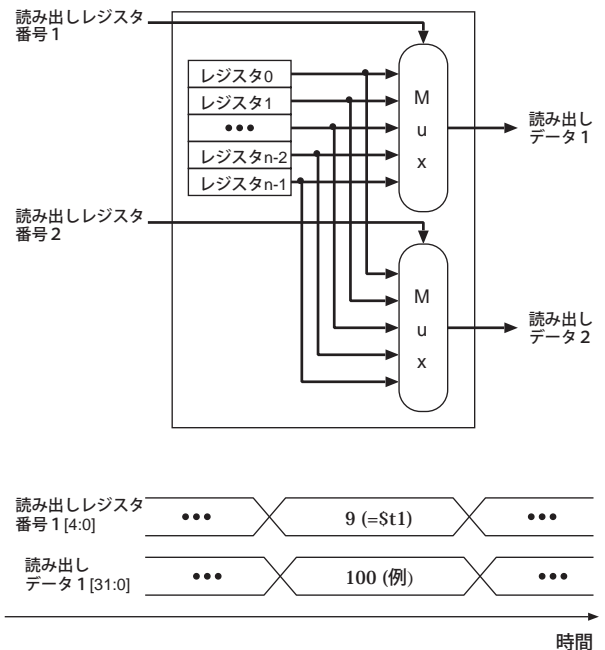 読み出しレジスタ
番号1
レジスタ0
レジスタ1
•••
レジスタn-2
レジスタn-1
M
u
x
読み出し
データ1
読み出しレジスタ
番号2
M
u
x
読み出し
データ2
読み出しレジスタ
番号1[4:0]
•••
9 (=$t1)
•••
読み出し
データ1[31:0]
•••
100 (例)
•••
時間